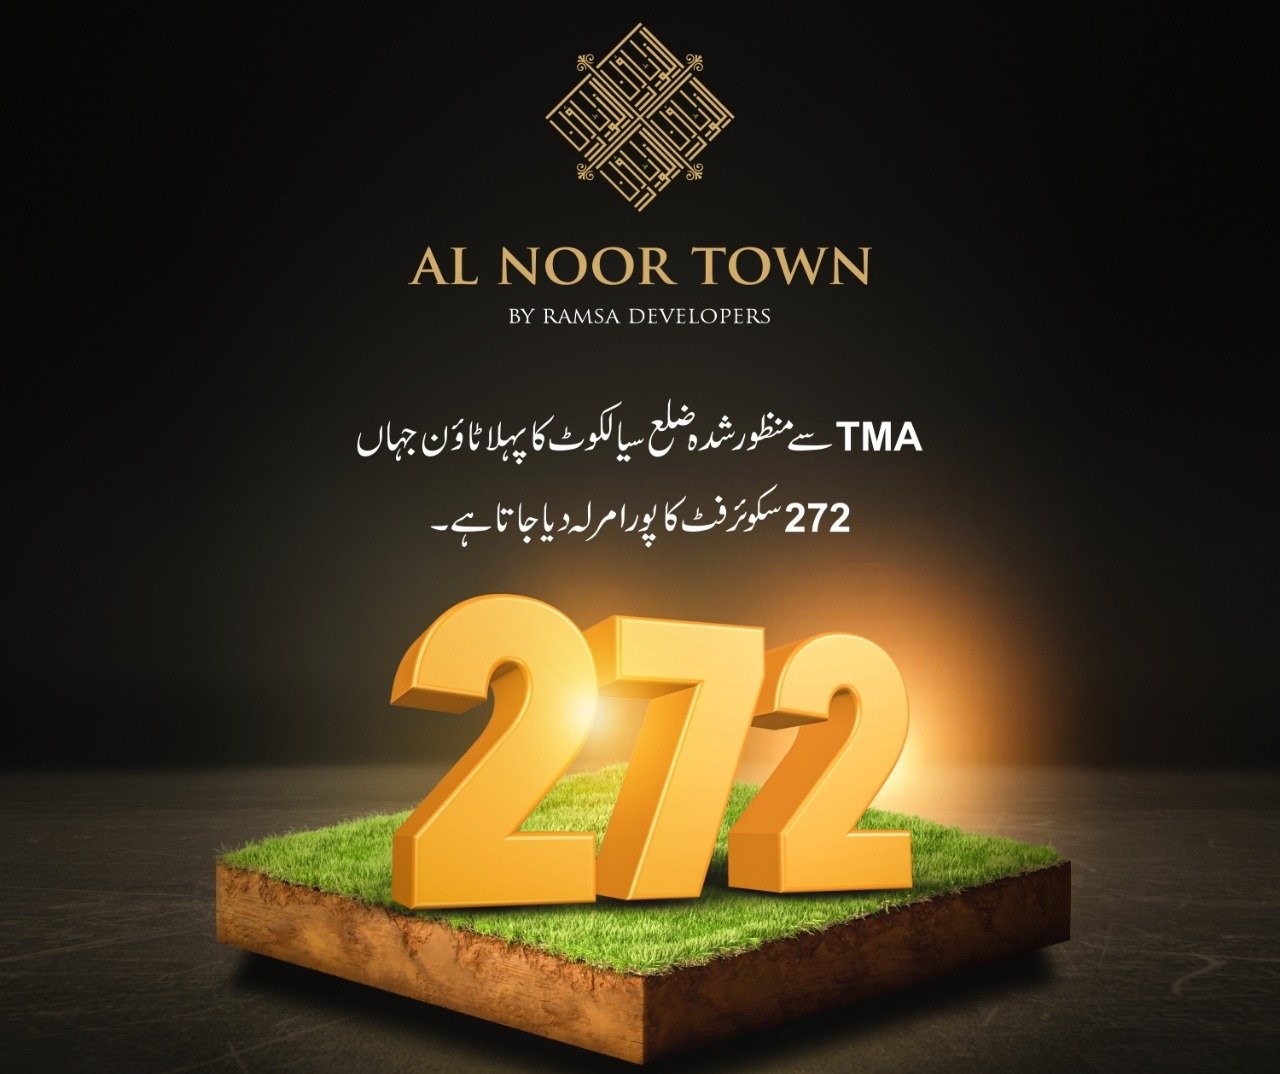 AL NOOR TOWN
BY RAMSA DEVELOPERS
TMA سے منظور شدہ ضلع سیالکوٹ کا پہلا ٹاؤن جہاں
272 سکوئر فٹ کا پورا مرلہ دیا جاتا ہے۔
272